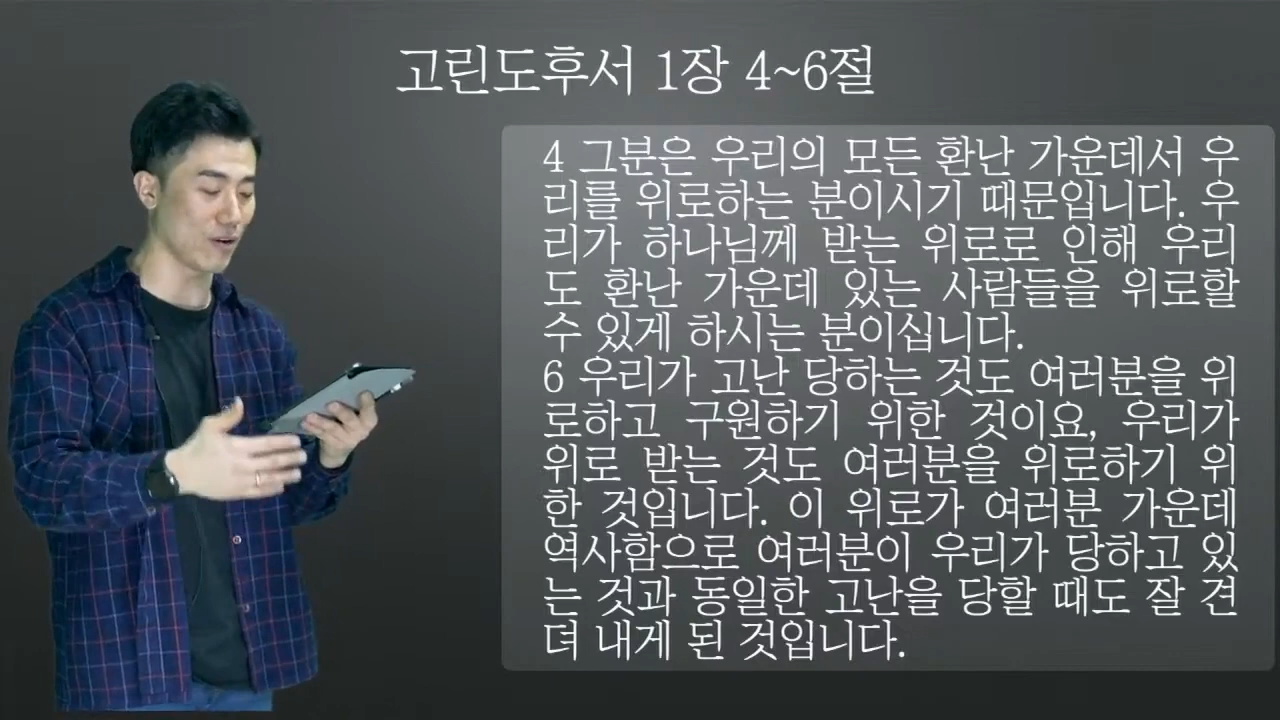 고린도후서 1장 4~6절
4 그분은 우리의 모든 환난 가운데서 우
리를 위로하는 분이시기 때문입니다. 우
리가 하나님께 받는 위로로 인해 우리
도 환난 가운데 있는 사람들을 위로할
수 있게 하시는 분이십니다.
6 우리가 고난 당하는 것도 여러분을 위
로하고 구원하기 위한 것이요, 우리가
위로 받는 것도 여러분을 위로하기 위
한 것입니다. 이 위로가 여러분 가운데
역사함으로 여러분이 우리가 당하고 있
는 것과 동일한 고난을 당할 때도 잘 견
뎌 내게 된 것입니다.